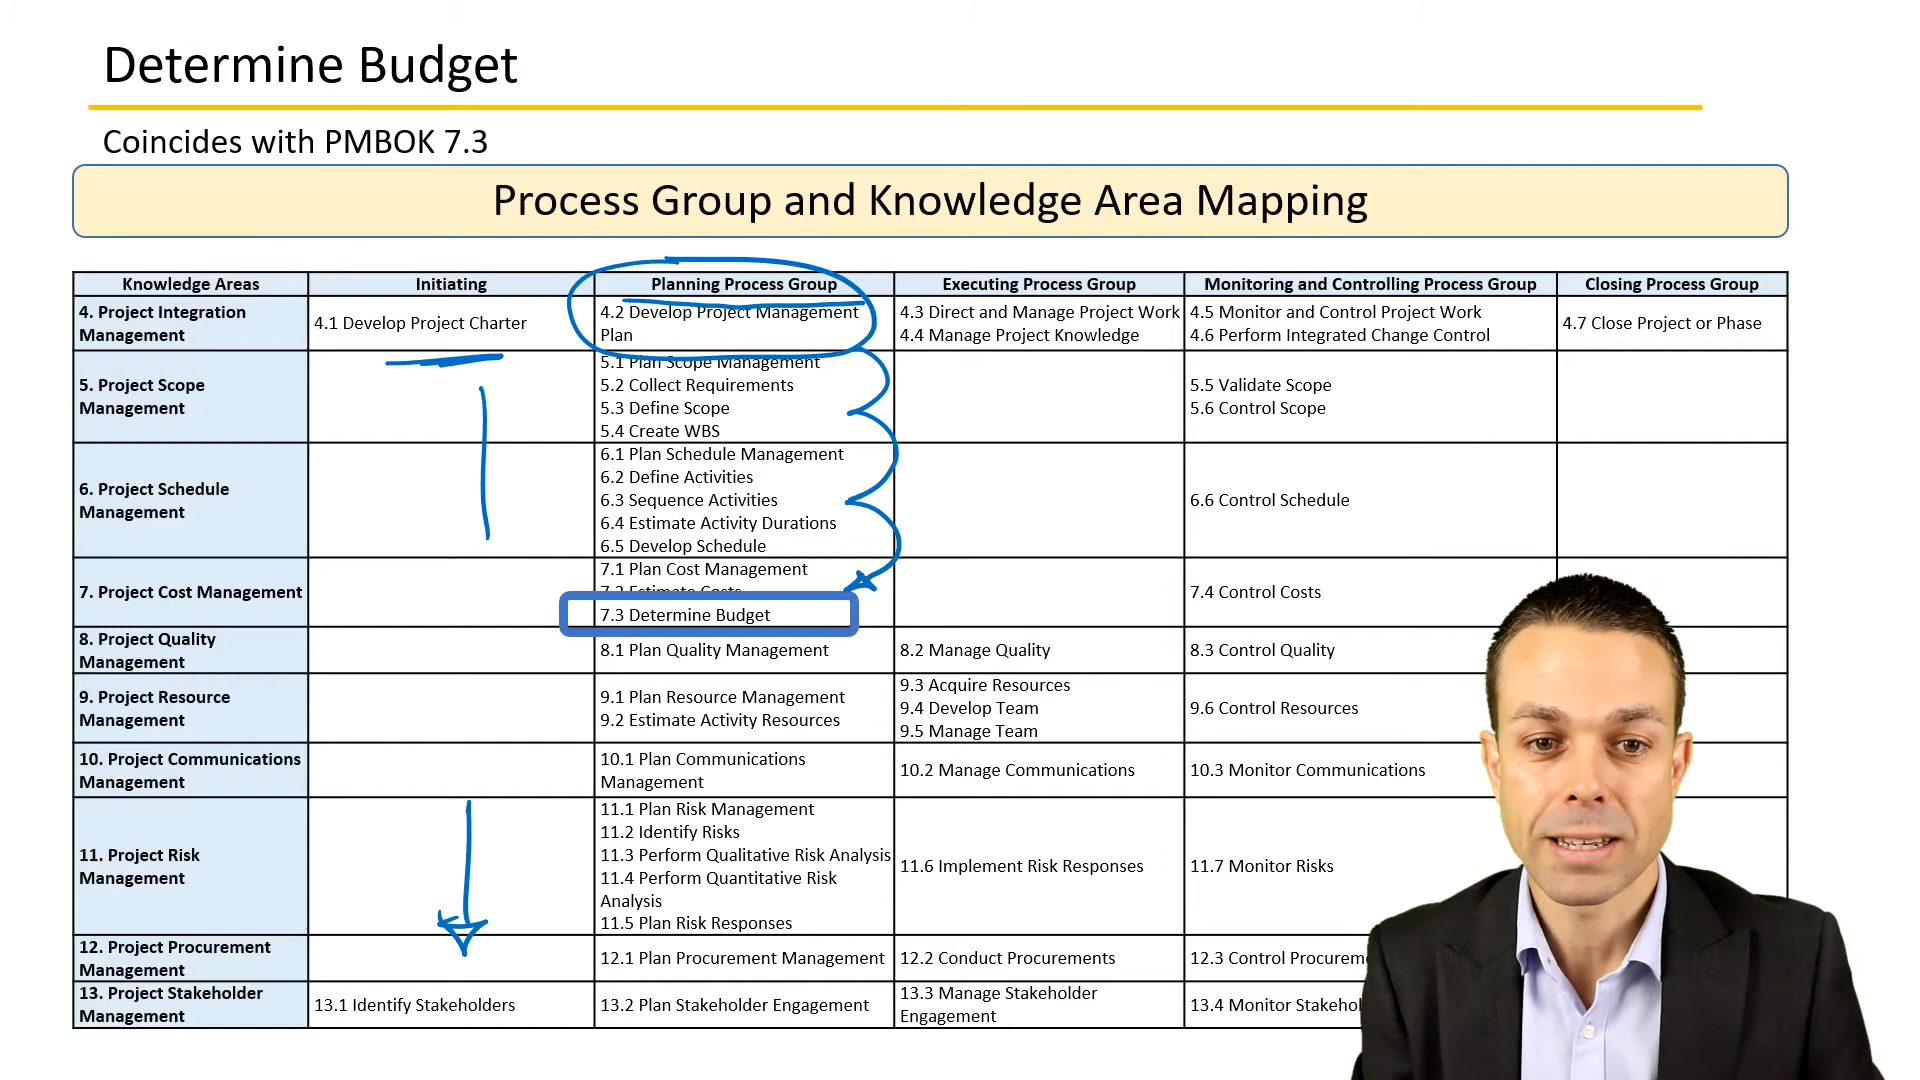 Determine Budget
Coincides with PMBOK 7.3
Process Group and Knowledge Area Mapping
Knowledge Areas
Initiating
Planning Process Group
Executing Process Group
Monitoring and Controlling Process Group
Closing Process Group
4. Project Integration
Management
4.1 Develop Project Charter
4.2 Develop Project Management
Plan
4.3 Direct and Manage Project Work
4.4 Manage Project Knowledge
4.5 Monitor and Control Project Work
4.6 Perform Integrated Change Control
4.7 Close Project or Phase
5. Project Scope
Management
5.1 Plan Scope Management
5.2 Collect Requirements
5.3 Define Scope
5.4 Create WBS
5.5 Validate Scope
5.6 Control Scope
6. Project Schedule
Management
6.1 Plan Schedule Management
6.2 Define Activities
6.3 Sequence Activities
6.4 Estimate Activity Durations
6.5 Develop Schedule
6.6 Control Schedule
7. Project Cost Management
7.1 Plan Cost Management
7.2 Estimate Costs
7.3 Determine Budget
7.4 Control Costs
8. Project Quality
Management
8.1 Plan Quality Management
8.2 Manage Quality
8.3 Control Quality
9. Project Resource
Management
9.1 Plan Resource Management
9.2 Estimate Activity Resources
9.3 Acquire Resources
9.4 Develop Team
9.5 Manage Team
9.6 Control Resources
10. Project Communications
Management
10.1 Plan Communications
Management
10.2 Manage Communications
10.3 Monitor Communications
11. Project Risk
Management
11.1 Plan Risk Management
11.2 Identify Risks
11.3 Perform Qualitative Risk Analysis
11.4 Perform Quantitative Risk
Analysis
11.5 Plan Risk Responses
11.6 Implement Risk Responses
11.7 Monitor Risks
12. Project Procurement
Management
12.1 Plan Procurement Management
12.2 Conduct Procurements
12.3 Control
13. Project Stakeholder
Management
13.1 Identify Stakeholders
13.2 Plan Stakeholder Engagement
13.3 Manage Stakeholder
Engagement
13.4 Monitor